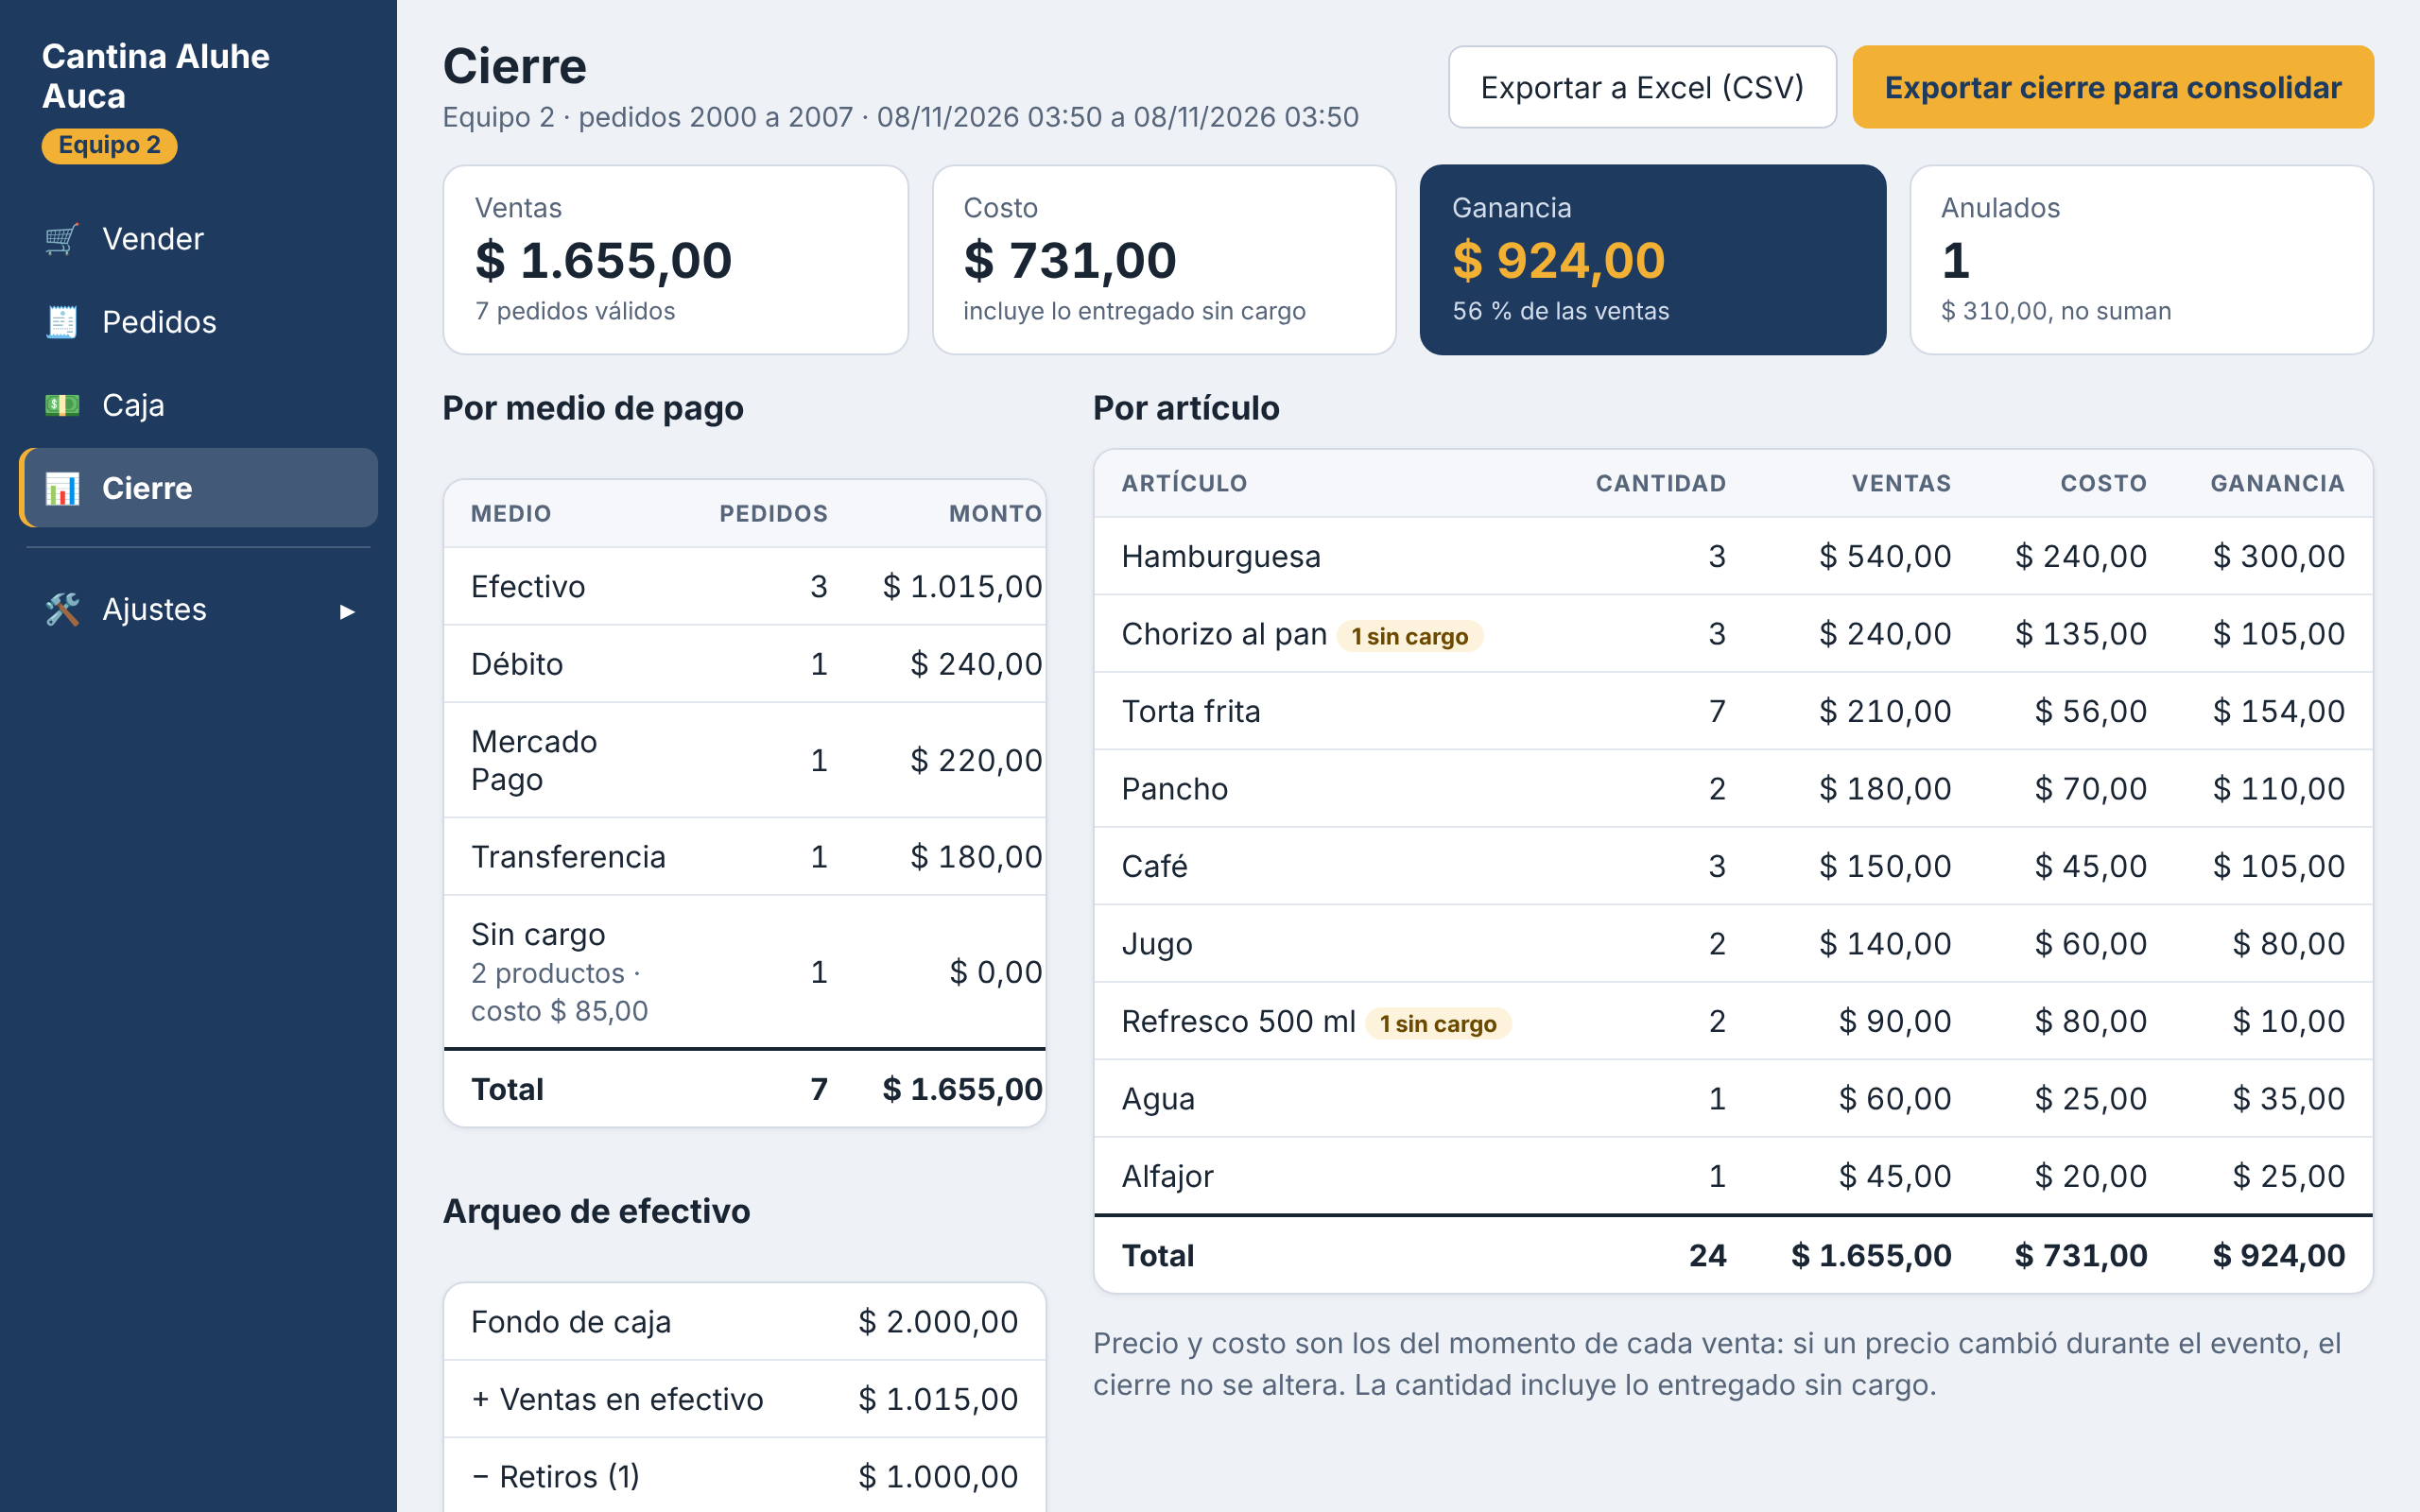 Cantina Aluhe
Auca
Equipo 2
Vender
Pedidos
Caja
Cierre
Ajustes
Cierre
Equipo 2 · pedidos 2000 a 2007 · 08/11/2026 03:50 a 08/11/2026 03:50
Exportar a Excel (CSV)
Exportar cierre para consolidar
Ventas
$ 1.655,00
7 pedidos válidos
Costo
$ 731,00
incluye lo entregado sin cargo
Ganancia
$ 924,00
56 % de las ventas
Anulados
1
$ 310,00, no suman
Por medio de pago
MEDIO PEDIDOS MONTO
Efectivo 3 $ 1.015,00
Débito 1 $ 240,00
Mercado
Pago 1 $ 220,00
Transferencia 1 $ 180,00
Sin cargo
2 productos ·
costo $ 85,00 1 $ 0,00
Total 7 $ 1.655,00
Arqueo de efectivo
Fondo de caja $ 2.000,00
+ Ventas en efectivo $ 1.015,00
− Retiros (1) $ 1.000,00
Por artículo
ARTÍCULO CANTIDAD VENTAS COSTO GANANCIA
Hamburguesa 3 $ 540,00 $ 240,00 $ 300,00
Chorizo al pan 1 sin cargo 3 $ 240,00 $ 135,00 $ 105,00
Torta frita 7 $ 210,00 $ 56,00 $ 154,00
Pancho 2 $ 180,00 $ 70,00 $ 110,00
Café 3 $ 150,00 $ 45,00 $ 105,00
Jugo 2 $ 140,00 $ 60,00 $ 80,00
Refresco 500 ml 1 sin cargo 2 $ 90,00 $ 80,00 $ 10,00
Agua 1 $ 60,00 $ 25,00 $ 35,00
Alfajor 1 $ 45,00 $ 20,00 $ 25,00
Total 24 $ 1.655,00 $ 731,00 $ 924,00
Precio y costo son los del momento de cada venta: si un precio cambió durante el evento, el
cierre no se altera. La cantidad incluye lo entregado sin cargo.